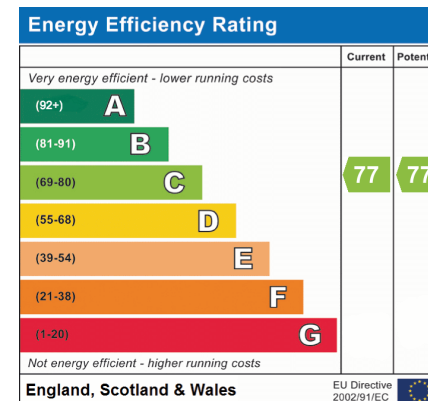 Energy Efficiency Rating
Current Potent
Very energy efficient - lower running costs
(92+) A
(81-91) B
(69-80) C 77 77
(55-68) D
(39-54) E
(21-38) F
(1-20) G
Not energy efficient - higher running costs
England, Scotland & Wales
EU Directive
2002/91/EC